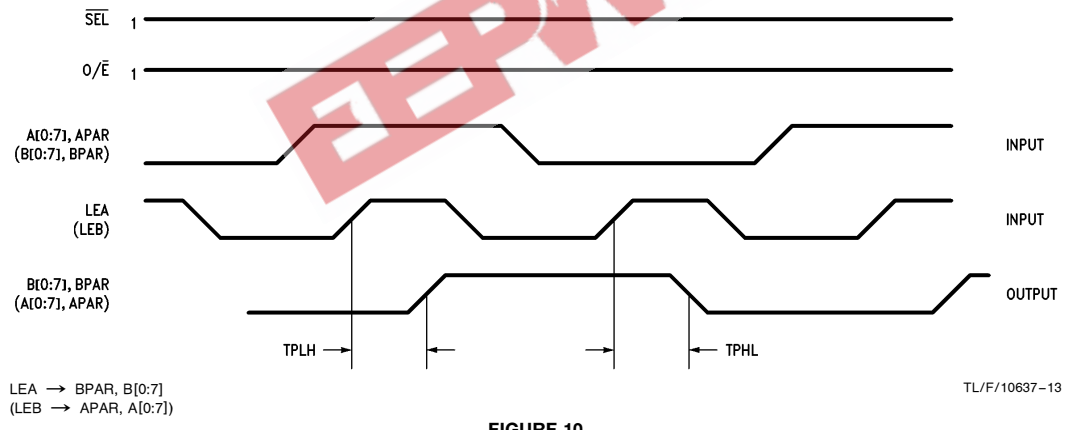 SEL 1
O/E 1
A[0:7], APAR
(B[0:7], BPAR)
INPUT
LEA
(LEB)
INPUT
B[0:7], BPAR
(A[0:7], APAR)
OUTPUT
TPLH
TPHL
LEA → BPAR, B[0:7]
(LEB → APAR, A[0:7])
TL/F/10637–13
FIGURE 10